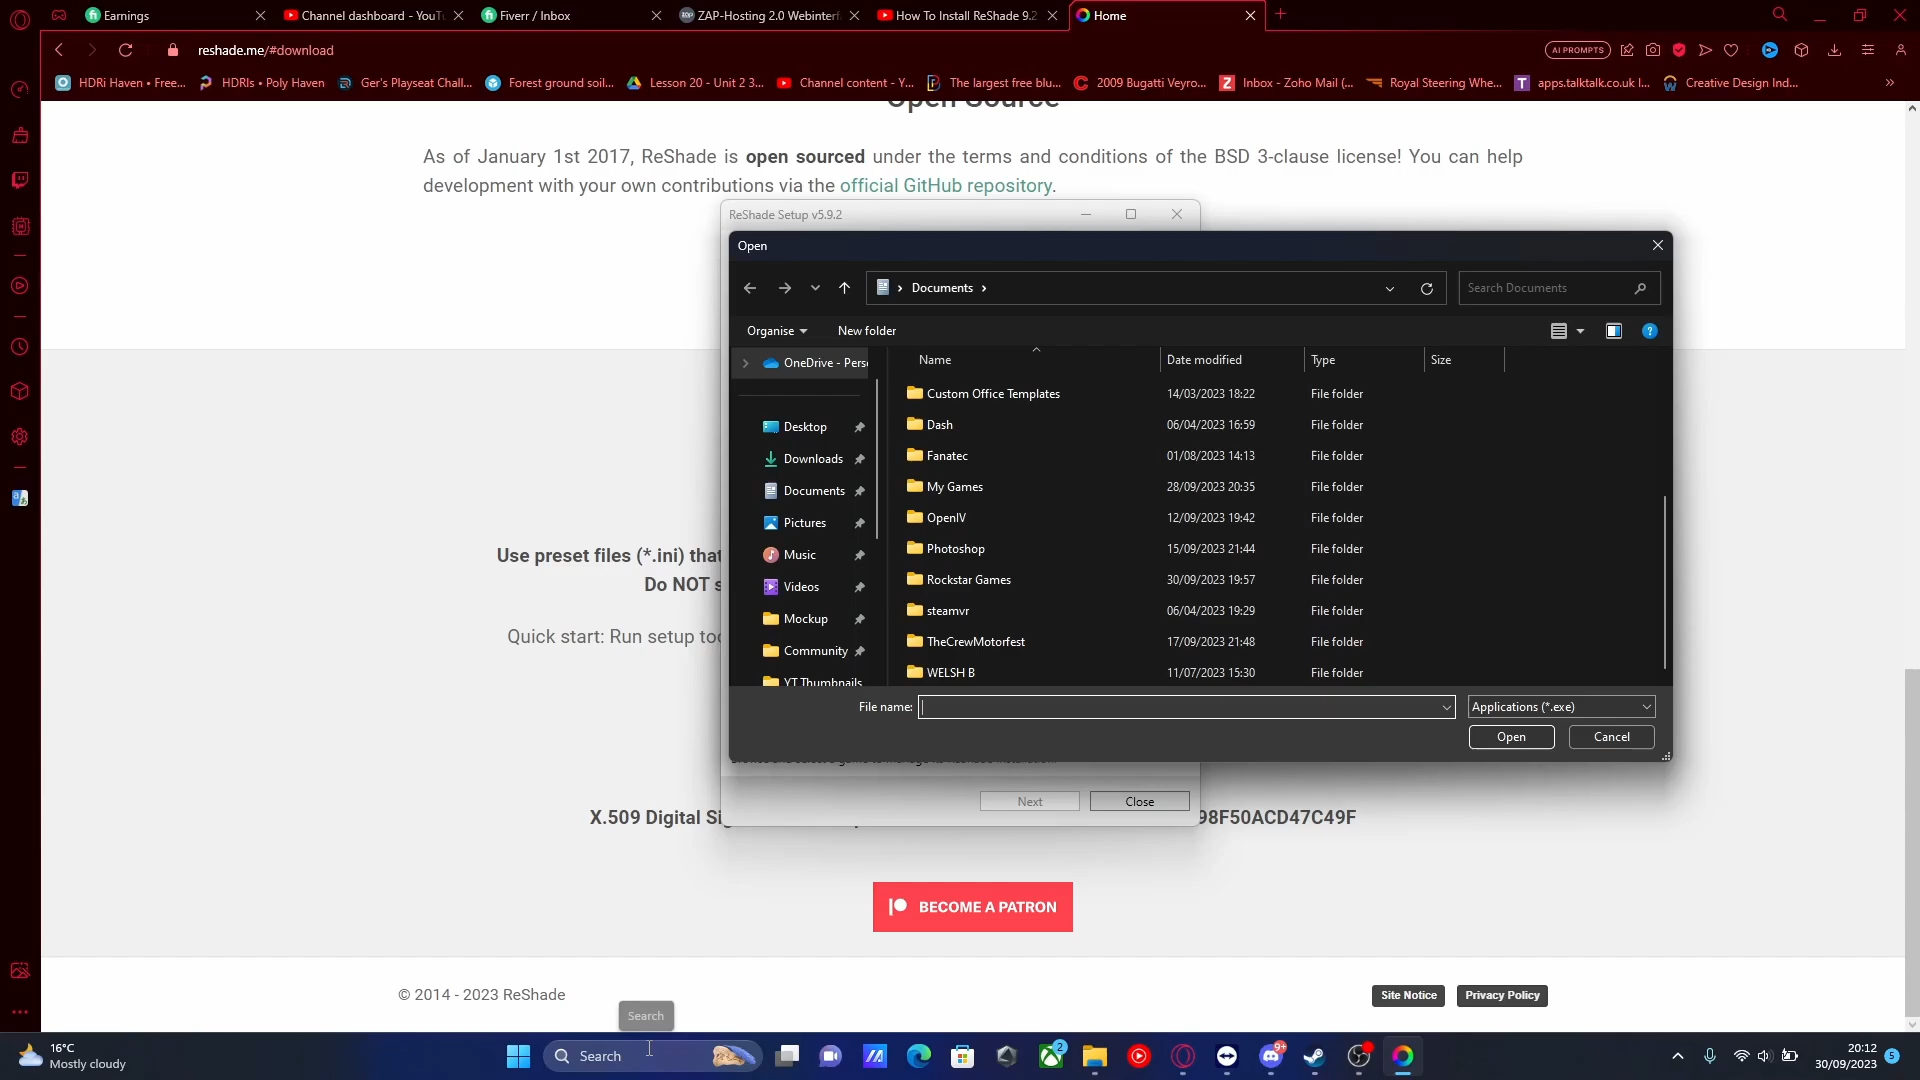 Earnings
Channel dashboard - YouTu
Fiverr / Inbox
ZAP-Hosting 2.0 Webinterf
How To Install ReShade 9.2
Home
reshade.me/#download
AI PROMPTS
HDRi Haven • Free...
HDRIs • Poly Haven
Ger's Playseat Chall...
Forest ground soil...
Lesson 20 - Unit 2 3...
Channel content - Y...
The largest free blu...
2009 Bugatti Veyro...
Inbox - Zoho Mail (...
Royal Steering Whee...
apps.talktalk.co.uk l...
Creative Design Ind...
Open Source
As of January 1st 2017, ReShade is open sourced under the terms and conditions of the BSD 3-clause license! You can help
development with your own contributions via the official GitHub repository.
ReShade Setup v5.9.2
Open
Documents
Search Documents
Organise
New folder
OneDrive - Perso
Name
Date modified
Type
Size
Desktop
Downloads
Documents
Pictures
Music
Videos
Mockup
Community
YT Thumbnails
Custom Office Templates 14/03/2023 18:22 File folder
Dash 06/04/2023 16:59 File folder
Fanatec 01/08/2023 14:13 File folder
My Games 28/09/2023 20:35 File folder
OpenIV 12/09/2023 19:42 File folder
Photoshop 15/09/2023 21:44 File folder
Rockstar Games 30/09/2023 19:57 File folder
steamvr 06/04/2023 19:29 File folder
TheCrewMotorfest 17/09/2023 21:48 File folder
WELSH B 11/07/2023 15:30 File folder
File name:
Applications (*.exe)
Open
Cancel
Use preset files (*.ini) that
Do NOT s
Quick start: Run setup too
Next
Close
X.509 Digital Sig
98F50ACD47C49F
BECOME A PATRON
© 2014 - 2023 ReShade
Site Notice
Privacy Policy
Search
16°C
Mostly cloudy
Search
2
9+
20:12
30/09/2023
5